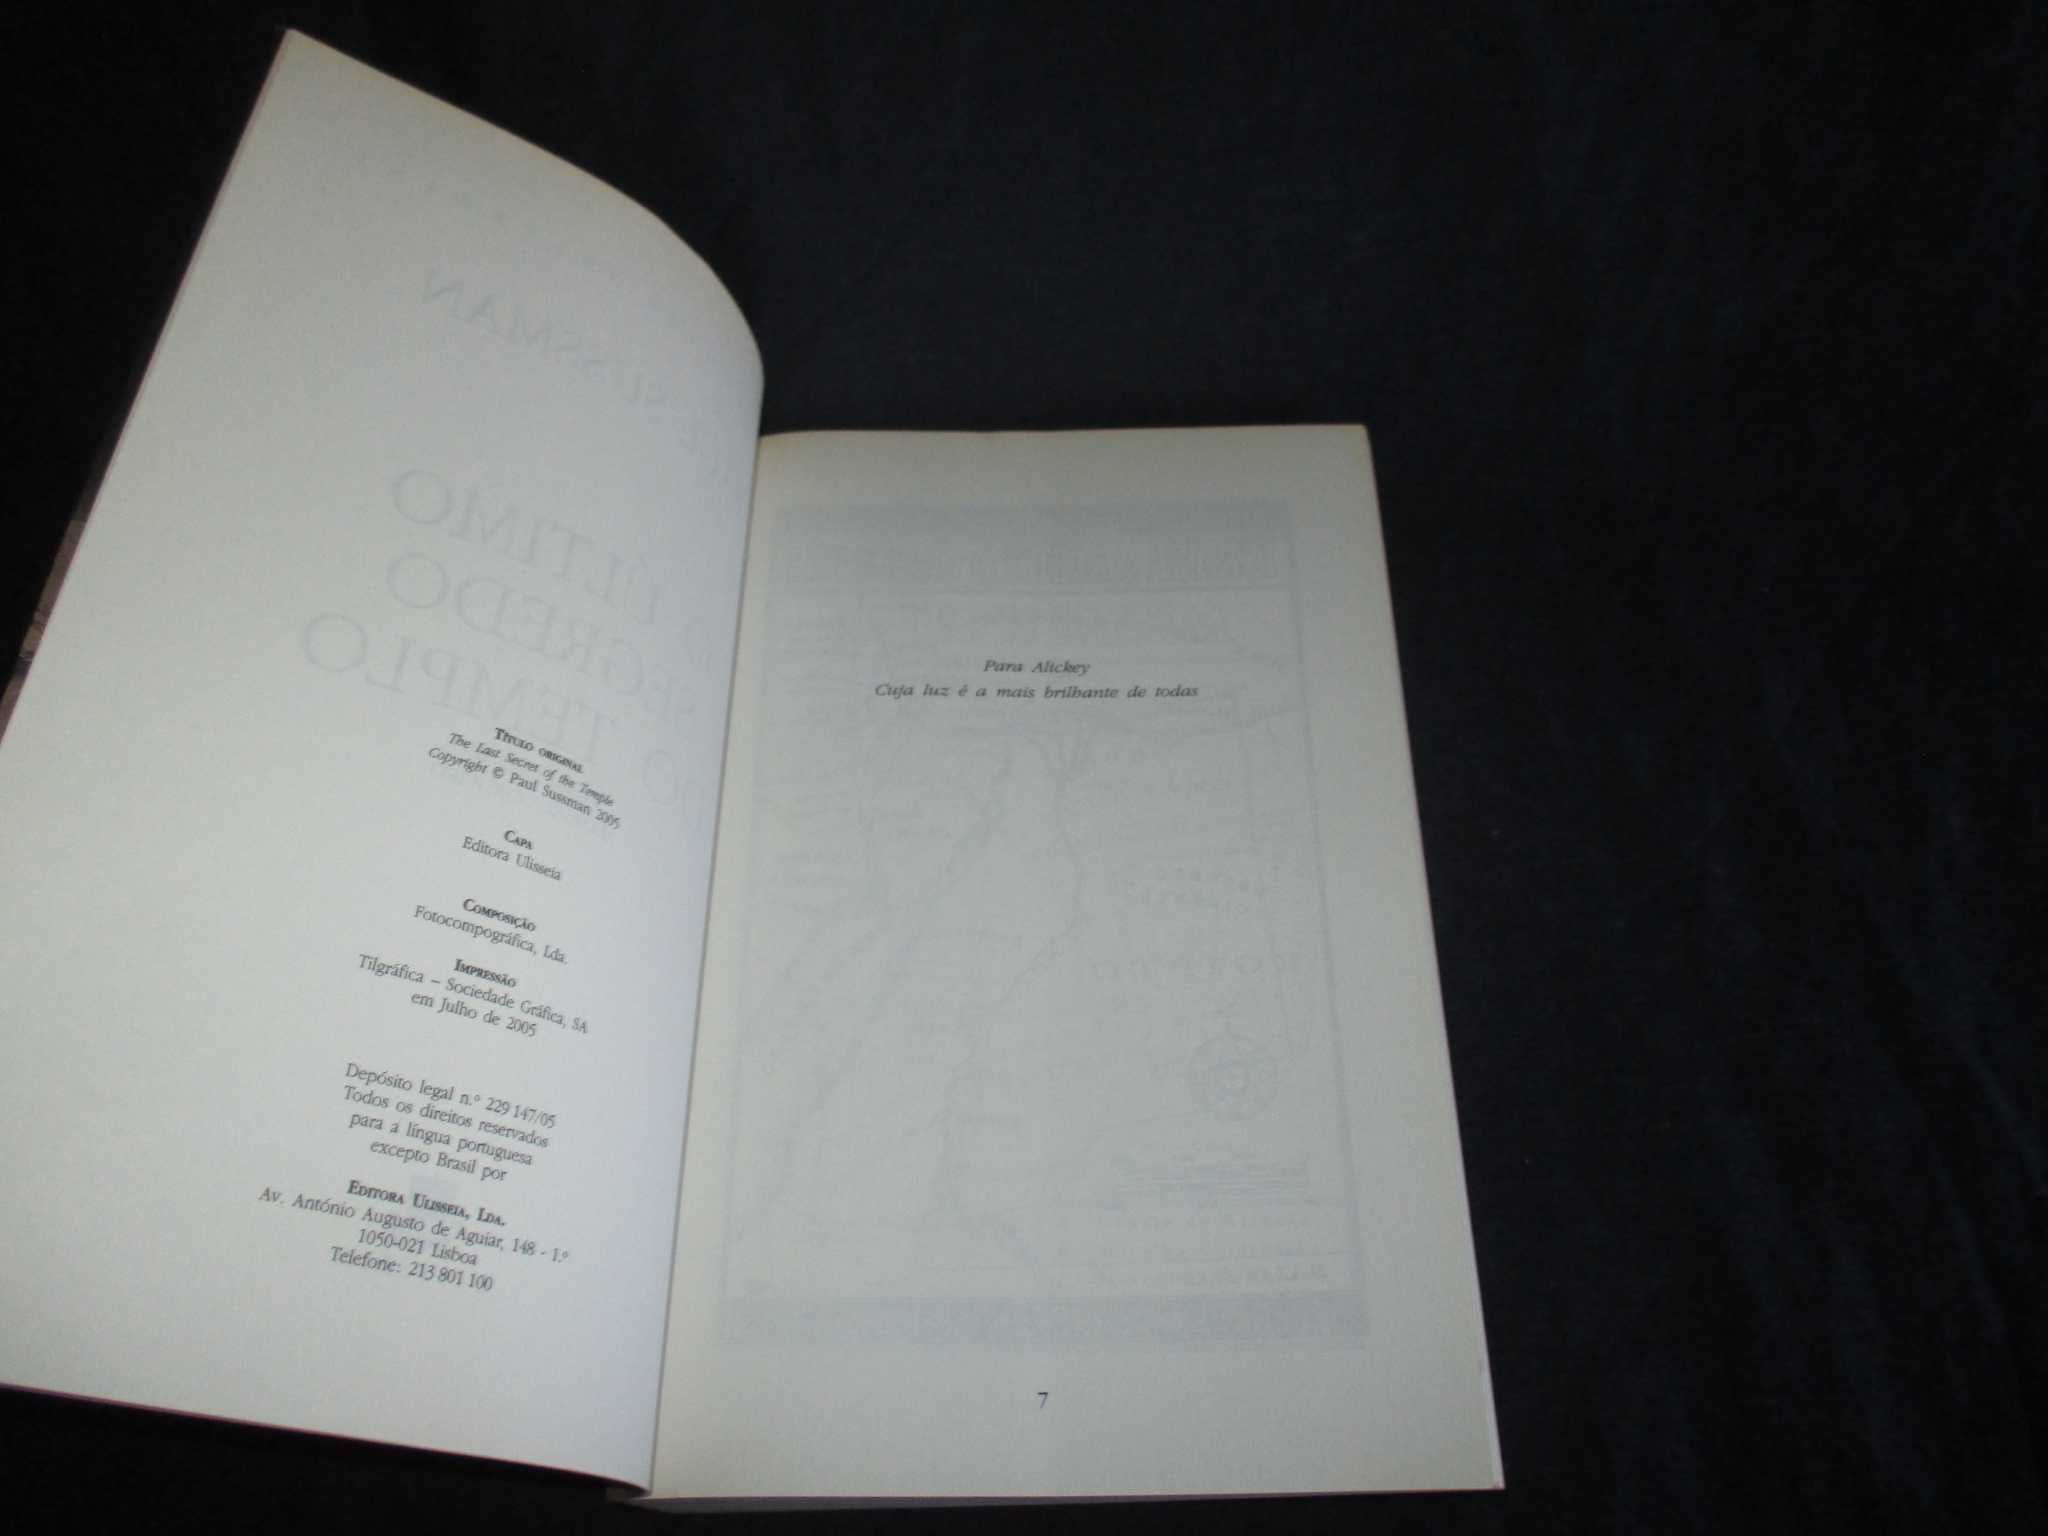 TÍTULO ORIGINAL
The Last Secret of the Temple
Copyright © Paul Sussman 2005
CAPA
Editora Ulisseia
COMPOSIÇÃO
Fotocompográfica, Lda.
IMPRESSÃO
Tilgráfica – Sociedade Gráfica, SA
em Julho de 2005
Depósito legal n.º 229 147/05
Todos os direitos reservados
para a língua portuguesa
excepto Brasil por
EDITORA ULISSEIA, LDA.
Av. António Augusto de Aguiar, 148 - 1.º
1050-021 Lisboa
Telefone: 213 801 100
Para Alickey
Cuja luz é a mais brilhante de todas
7